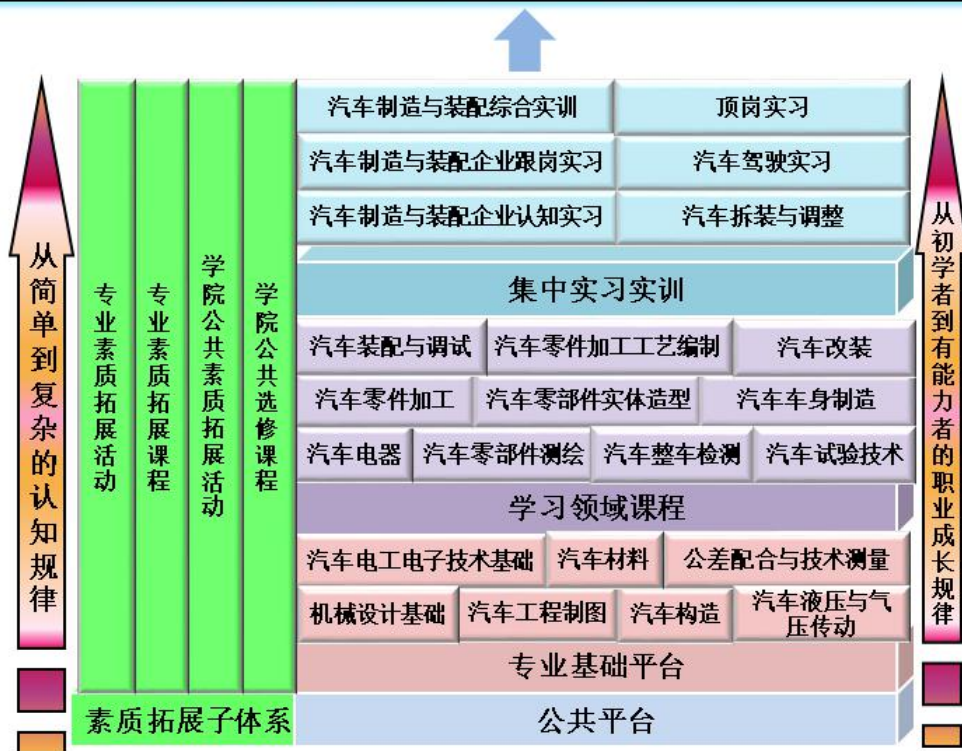 汽车制造与装配综合实训
顶岗实习
汽车制造与装配企业跟岗实习
汽车驾驶实习
汽车制造与装配企业认知实习
汽车拆装与调整
集中实习实训
汽车装配与调试
汽车零件加工工艺编制
汽车改装
汽车零件加工
汽车零部件实体造型
汽车车身制造
汽车电器
汽车零部件测绘
汽车整车检测
汽车试验技术
学习领域课程
汽车电工电子技术基础
汽车材料
公差配合与技术测量
机械设计基础
汽车工程制图
汽车构造
汽车液压与气
压传动
专业基础平台
公共平台
从简单到复杂的认知规律
专业素质拓展活动
专业素质拓展课程
学院公共素质拓展活动
学院公共选修课程
素质拓展子体系
从初学者到有能力者的职业成长规律